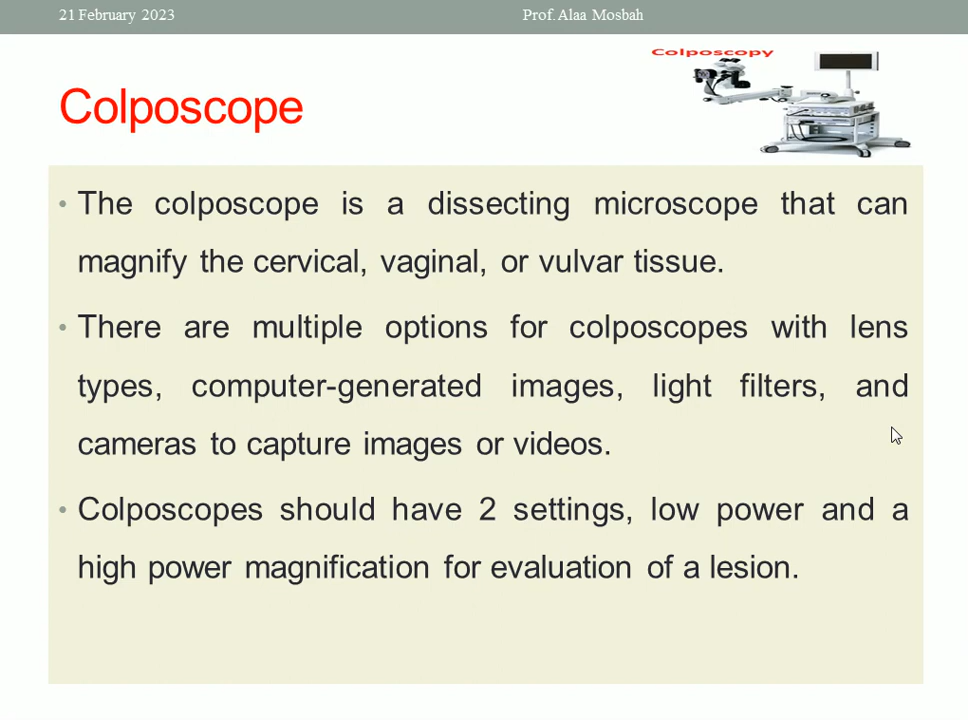 21 February 2023 Prof. Alaa Mosbah
Colposcopy
Colposcope
• The colposcope is a dissecting microscope that can
magnify the cervical, vaginal, or vulvar tissue.
• There are multiple options for colposcopes with lens
types, computer-generated images, light filters, and
cameras to capture images or videos.
• Colposcopes should have 2 settings, low power and a
high power magnification for evaluation of a lesion.